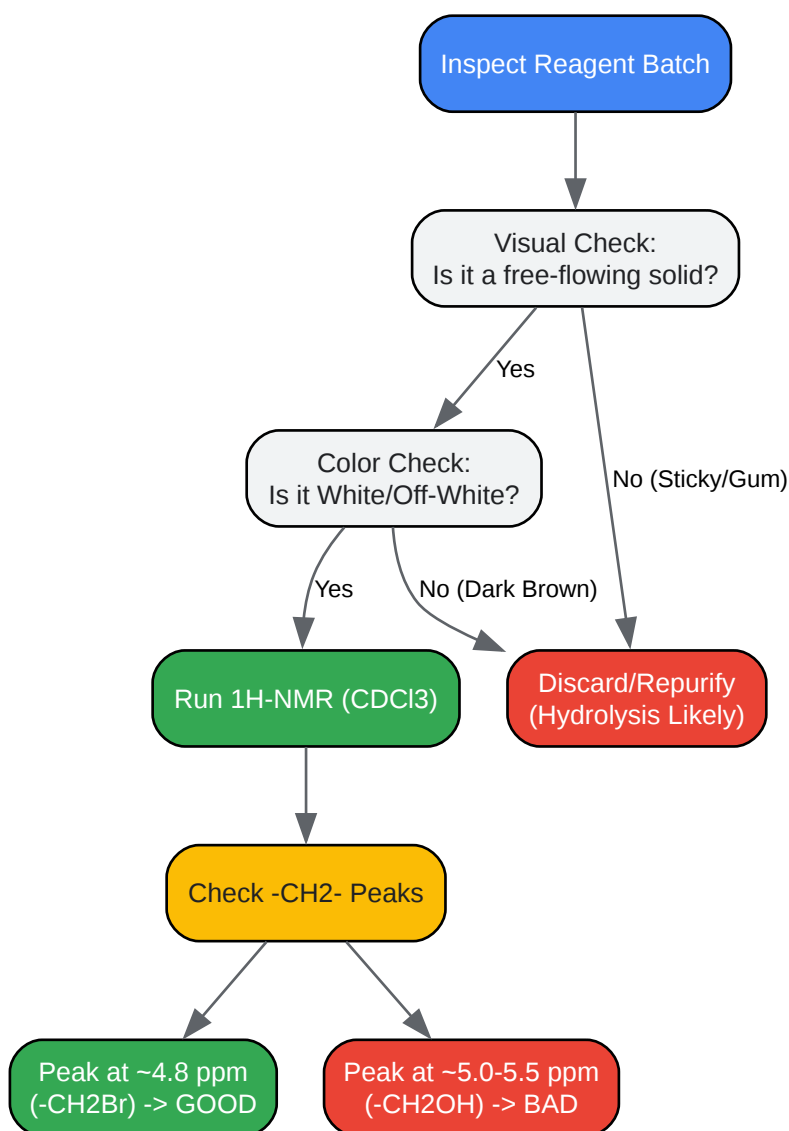 Inspect Reagent Batch
Visual Check:
Is it a free-flowing solid?
Yes
No (Sticky/Gum)
Color Check:
Is it White/Off-White?
Yes
No (Dark Brown)
Run 1H-NMR (CDCl3)
Discard/Repurify
(Hydrolysis Likely)
Check -CH2- Peaks
Peak at ~4.8 ppm
(-CH2Br) -> GOOD
Peak at ~5.0-5.5 ppm
(-CH2OH) -> BAD